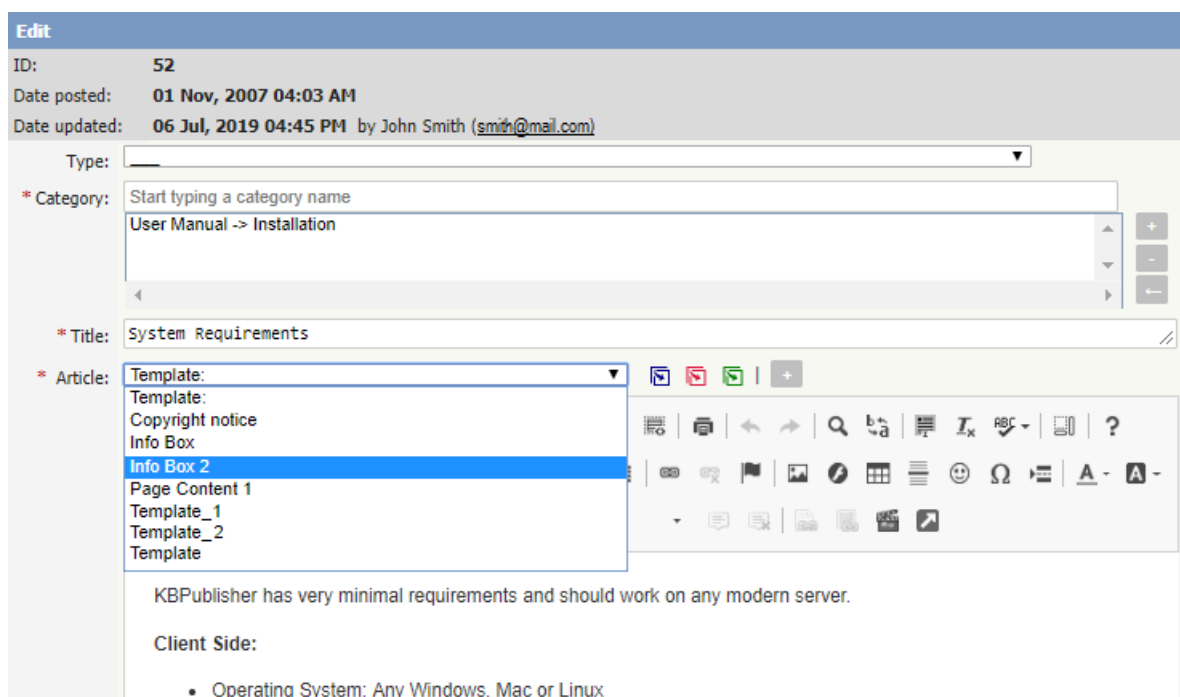 Edit
ID: 52
Date posted: 01 Nov, 2007 04:03 AM
Date updated: 06 Jul, 2019 04:45 PM by John Smith (smith@mail.com)
Type: ___
* Category: Start typing a category name
User Manual -> Installation
+
-
←
* Title: System Requirements
* Article: Template:
+
Template:
Copyright notice
Info Box
Info Box 2
Page Content 1
Template_1
Template_2
Template
KBPublisher has very minimal requirements and should work on any modern server.
Client Side:
• Operating System: Any Windows, Mac or Linux